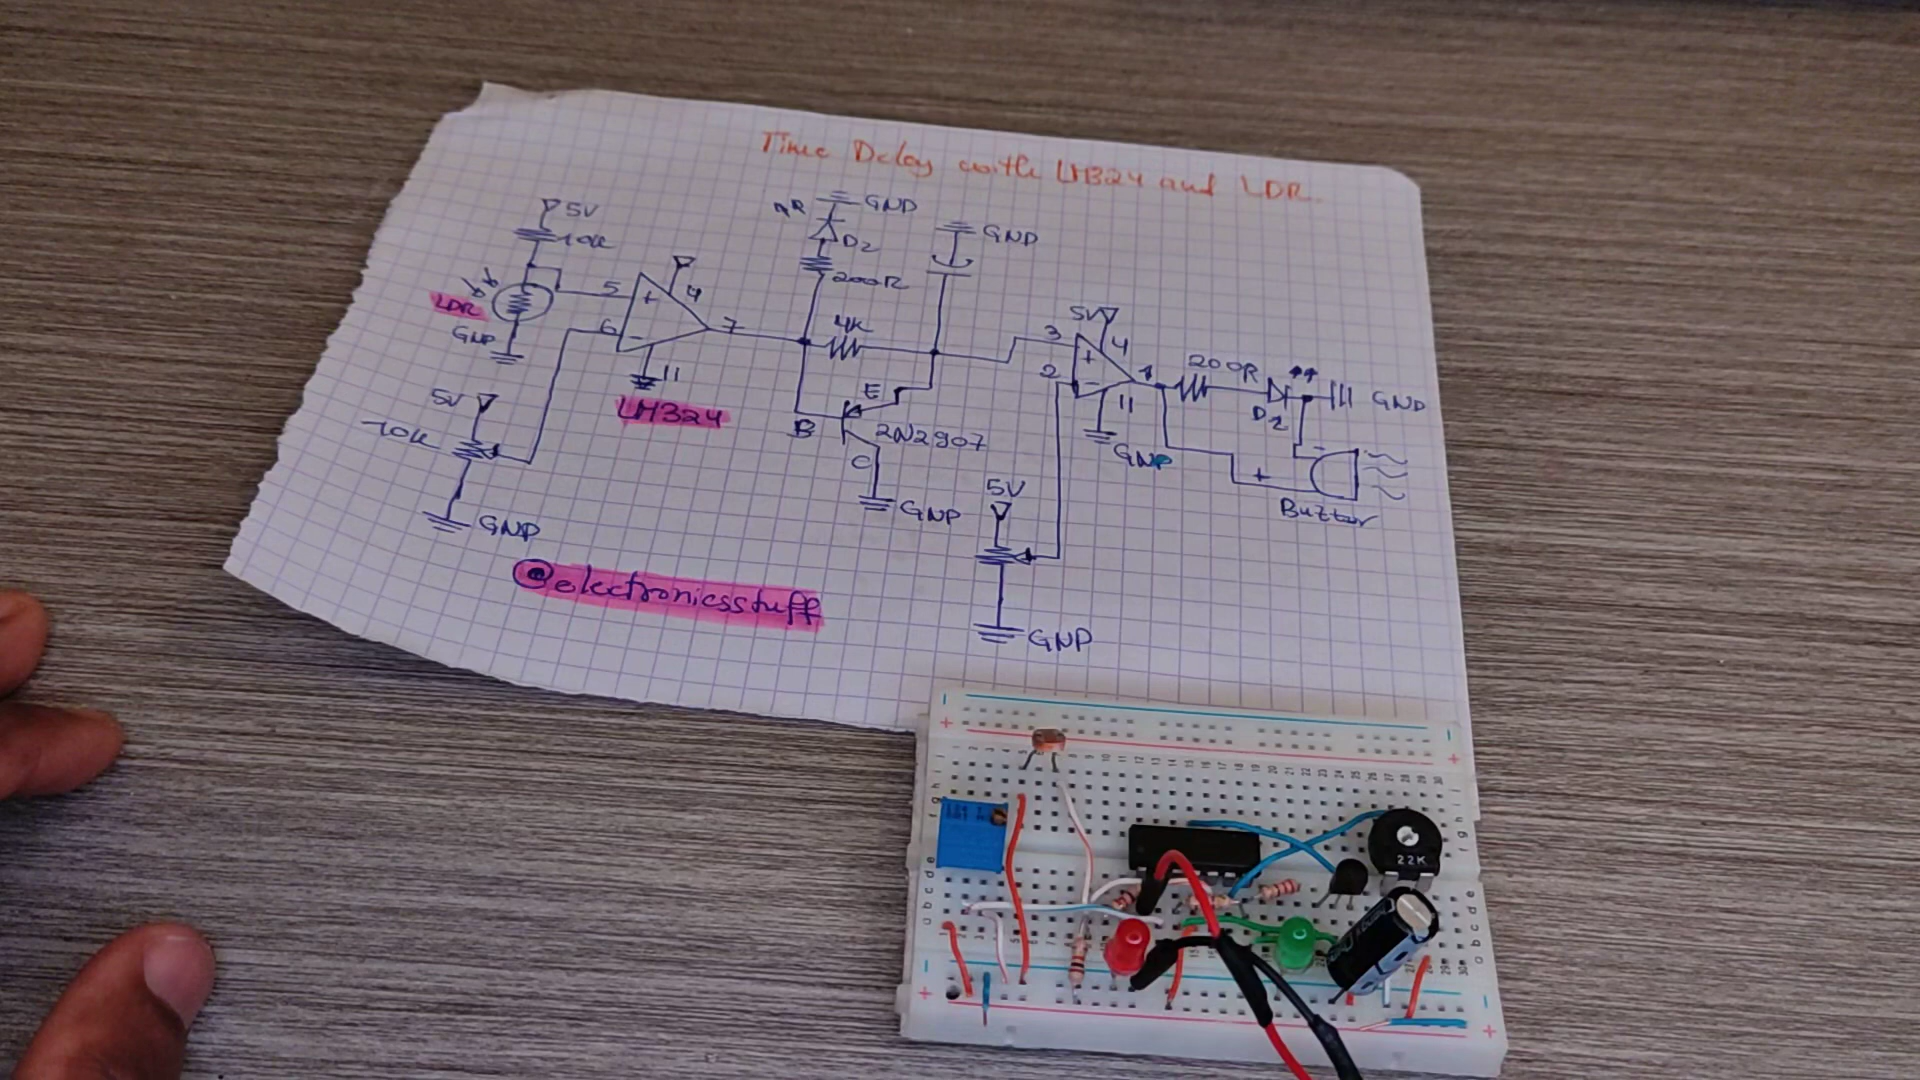 Time Delay with LM324 and LDR
5V
10k
LDR
GND
5
6
4
7
11
LM324
5V
10k
GND
GND
D2
200R
4K
GND
B
E
C
2N2907
GND
5V
3
2
4
1
11
GND
200R
D2
GND
+
-
Buzzer
5V
GND
@electronicsstuff
22K